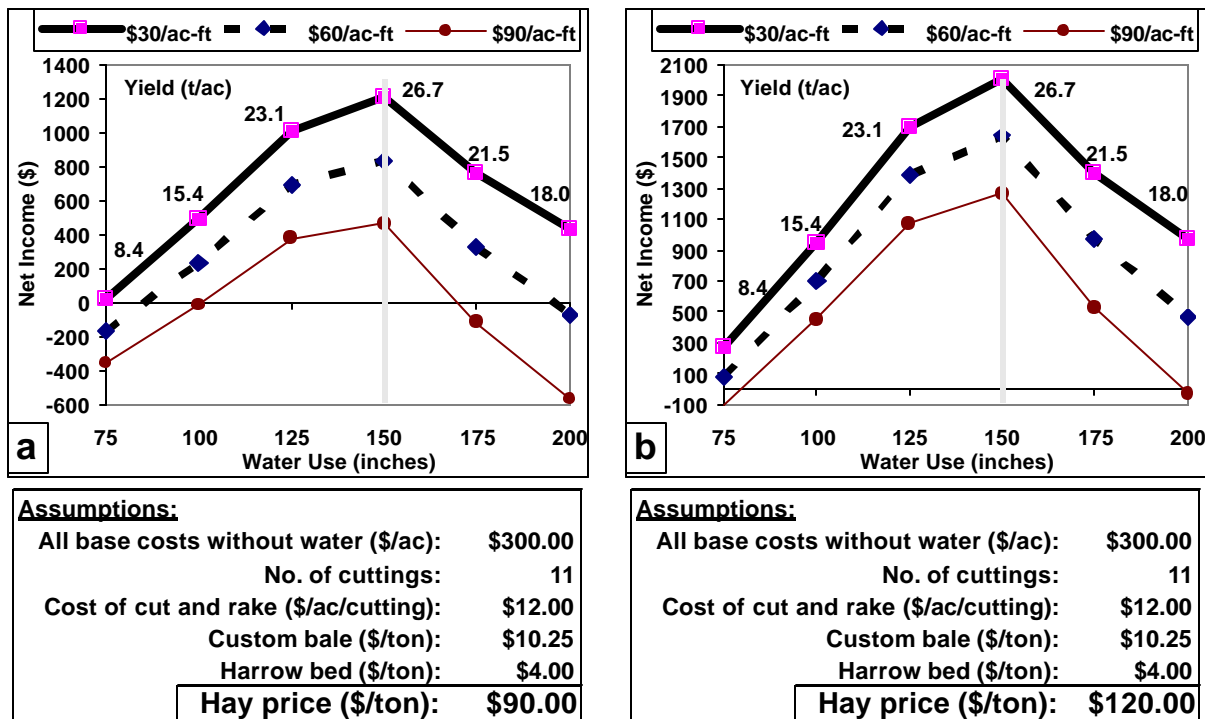 $30/ac-ft $60/ac-ft $90/ac-ft
Yield (t/ac)
Net Income ($)
1400
1200
1000
800
600
400
200
0
-200
-400
-600
8.4
15.4
23.1
26.7
21.5
18.0
75 100 125 150 175 200
Water Use (inches)
a
Assumptions:
All base costs without water ($/ac): $300.00
No. of cuttings: 11
Cost of cut and rake ($/ac/cutting): $12.00
Custom bale ($/ton): $10.25
Harrow bed ($/ton): $4.00
Hay price ($/ton): $90.00
$30/ac-ft $60/ac-ft $90/ac-ft
Yield (t/ac)
Net Income ($)
2100
1900
1700
1500
1300
1100
900
700
500
300
100
-100
8.4
15.4
23.1
26.7
21.5
18.0
75 100 125 150 175 200
Water Use (inches)
b
Assumptions:
All base costs without water ($/ac): $300.00
No. of cuttings: 11
Cost of cut and rake ($/ac/cutting): $12.00
Custom bale ($/ton): $10.25
Harrow bed ($/ton): $4.00
Hay price ($/ton): $120.00